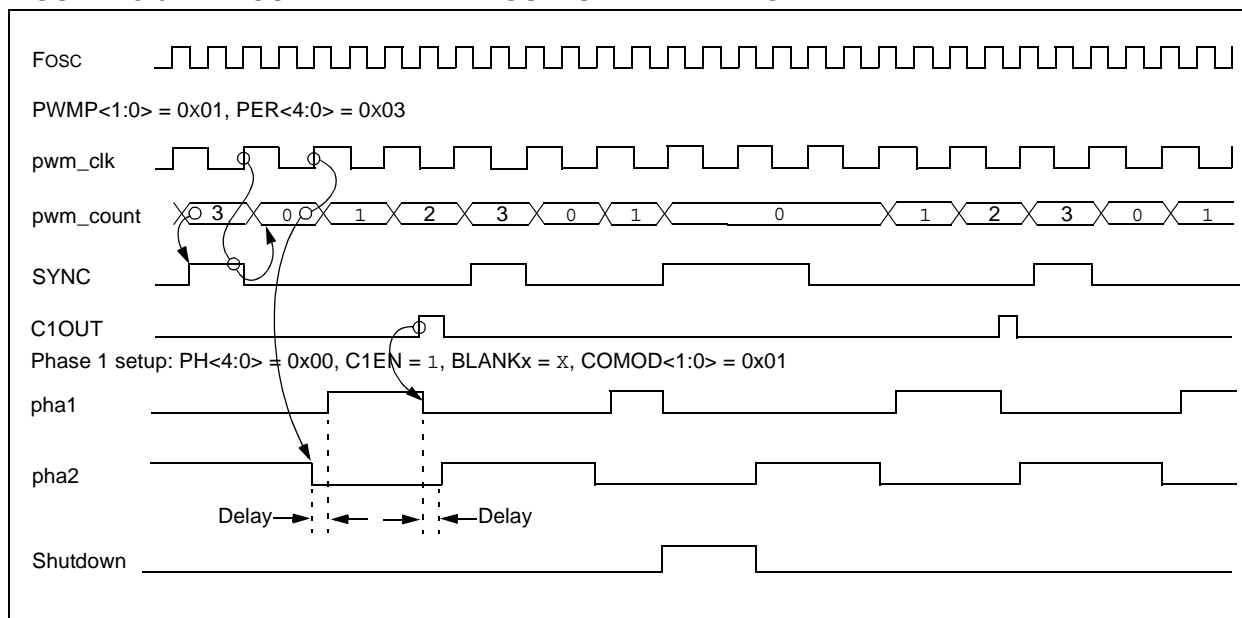 FOSC
PWMP<1:0> = 0x01, PER<4:0> = 0x03
pwm_clk
pwm_count 3 0 1 2 3 0 1 0 1 2 3 0 1
SYNC
C1OUT
Phase 1 setup: PH<4:0> = 0x00, C1EN = 1, BLANKx = X, COMOD<1:0> = 0x01
pha1
pha2
Delay Delay
Shutdown